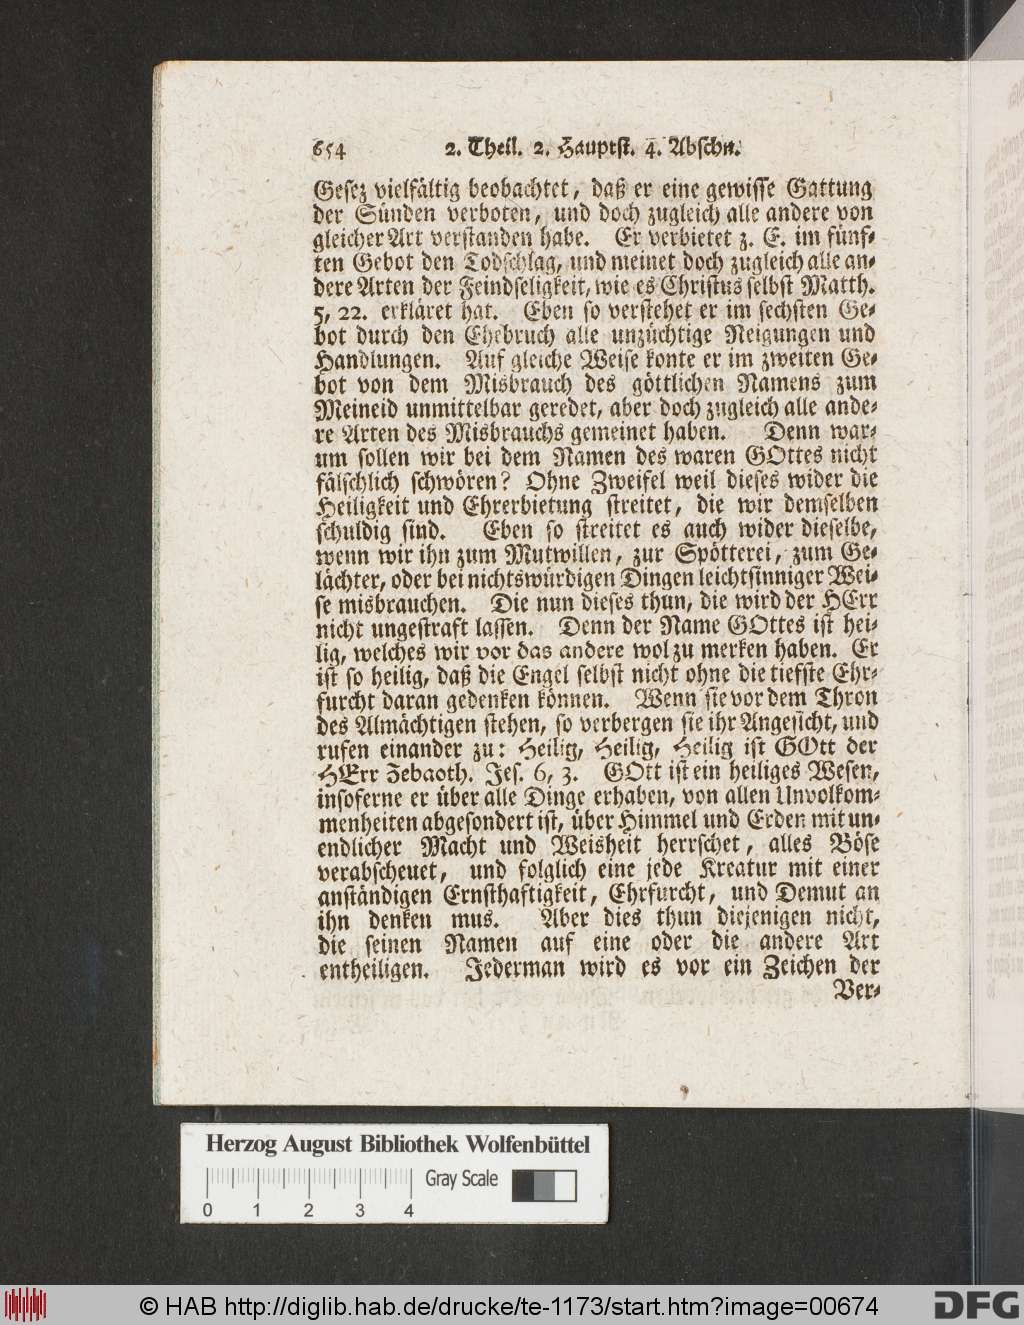 654 2. Theil. 2. Hauptst. 4. Abschn.
Gesez vielfältig beobachtet, daß er eine gewisse Gattung
der Sünden verboten, und doch zugleich alle andere von
gleicher Art verstanden habe. Er verbietet z. E. im fünf-
ten Gebot den Todschlag, und meinet doch zugleich alle an-
dere Arten der Feindseligkeit, wie es Christus selbst Matth.
5, 22. erkläret hat. Eben so verstehet er im sechsten Ge-
bot durch den Ehebruch alle unzüchtige Neigungen und
Handlungen. Auf gleiche Weise konte er im zweiten Ge-
bot von dem Misbrauch des göttlichen Namens zum
Meineid unmittelbar geredet, aber doch zugleich alle ande-
re Arten des Misbrauchs gemeinet haben. Denn war-
um sollen wir bei dem Namen des waren GOttes nicht
fälschlich schwören? Ohne Zweifel weil dieses wider die
Heiligkeit und Ehrerbietung streitet, die wir demselben
schuldig sind. Eben so streitet es auch wider dieselbe,
wenn wir ihn zum Mutwillen, zur Spötterei, zum Ge-
lächter, oder bei nichtswürdigen Dingen leichtsinniger Wei-
se misbrauchen. Die nun dieses thun, die wird der HErr
nicht ungestraft lassen. Denn der Name GOttes ist hei-
lig, welches wir vor das andere wol zu merken haben. Er
ist so heilig, daß die Engel selbst nicht ohne die tiefste Ehr-
furcht daran gedenken können. Wenn sie vor dem Thron
des Almächtigen stehen, so verbergen sie ihr Angesicht, und
rufen einander zu: Heilig, Heilig, Heilig ist GOtt der
HErr Zebaoth. Jes. 6, 3. GOtt ist ein heiliges Wesen,
insoferne er über alle Dinge erhaben, von allen Unvolkom-
menheiten abgesondert ist, über Himmel und Erden mit un-
endlicher Macht und Weisheit herrschet, alles Böse
verabscheuet, und folglich eine jede Kreatur mit einer
anständigen Ernsthaftigkeit, Ehrfurcht, und Demut an
ihn denken mus. Aber dies thun diejenigen nicht,
die seinen Namen auf eine oder die andere Art
entheiligen. Jederman wird es vor ein Zeichen der
Ver-
Herzog August Bibliothek Wolfenbüttel
Gray Scale
0 1 2 3 4
© HAB http://diglib.hab.de/drucke/te-1173/start.htm?image=00674
DFG